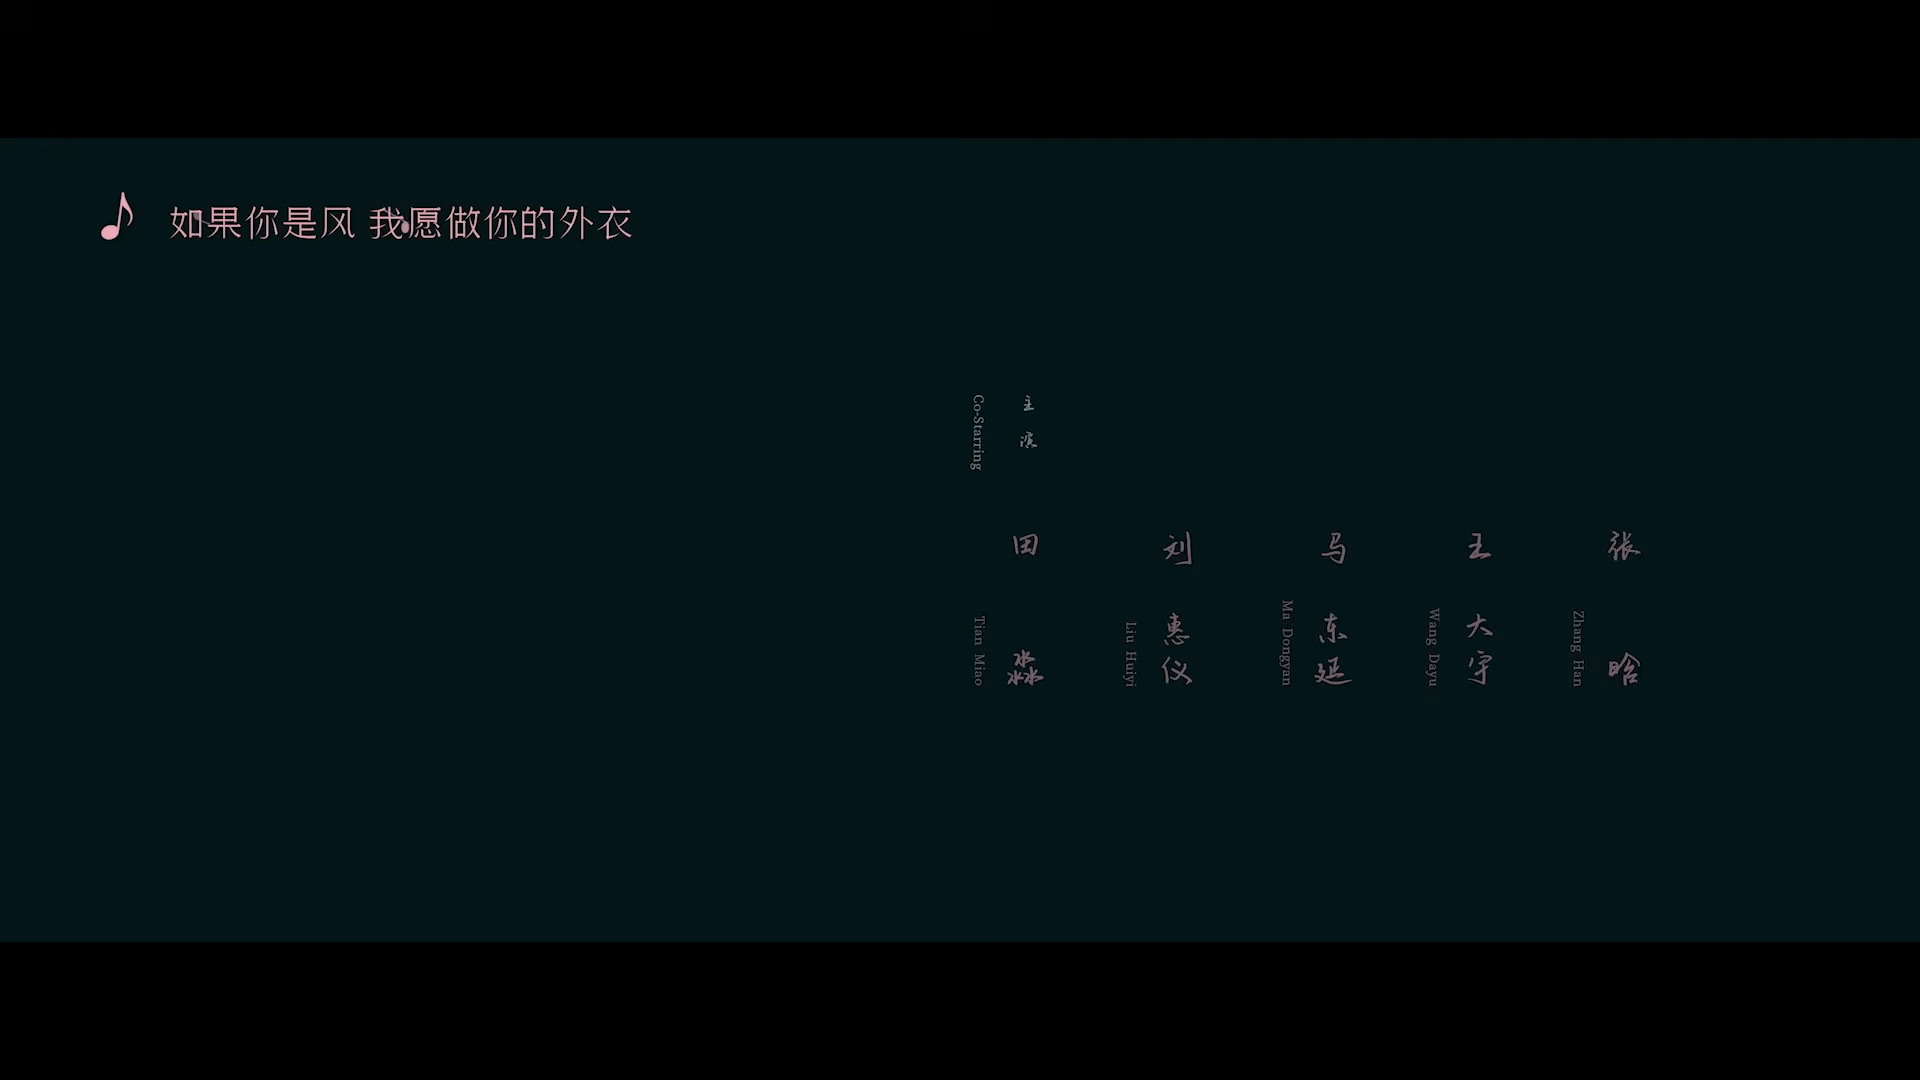 如果你是风 我愿做你的外衣
主演
Co-Starring
田淼
Tian Miao
刘惠仪
Liu Huiyi
马东延
Ma Dongyan
王大宇
Wang Dayu
张晗
Zhang Han